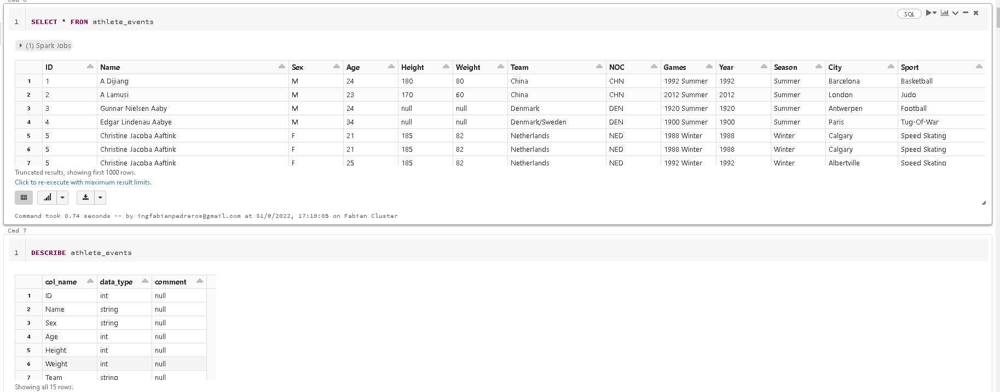 1 SELECT * FROM athlete_events
SQL
(1) Spark Jobs
ID Name Sex Age Height Weight Team NOC Games Year Season City Sport
1 1 A Dijiang M 24 180 80 China CHN 1992 Summer 1992 Summer Barcelona Basketball
2 2 A Lamusi M 23 170 60 China CHN 2012 Summer 2012 Summer London Judo
3 3 Gunnar Nielsen Aaby M 24 null null Denmark DEN 1920 Summer 1920 Summer Antwerpen Football
4 4 Edgar Lindenau Aabye M 34 null null Denmark/Sweden DEN 1900 Summer 1900 Summer Paris Tug-Of-War
5 5 Christine Jacoba Aaftink F 21 185 82 Netherlands NED 1988 Winter 1988 Winter Calgary Speed Skating
6 5 Christine Jacoba Aaftink F 21 185 82 Netherlands NED 1988 Winter 1988 Winter Calgary Speed Skating
7 5 Christine Jacoba Aaftink F 25 185 82 Netherlands NED 1992 Winter 1992 Winter Albertville Speed Skating
Truncated results, showing first 1000 rows.
Click to re-execute with maximum result limits.
Command took 0.74 seconds -- by ingfabianpedreros@gmail.com at 31/8/2022, 17:19:05 on Fabian Cluster
Cmd 7
1 DESCRIBE athlete_events
col_name data_type comment
1 ID int null
2 Name string null
3 Sex string null
4 Age int null
5 Height int null
6 Weight int null
7 Team string null
Showing all 15 rows.